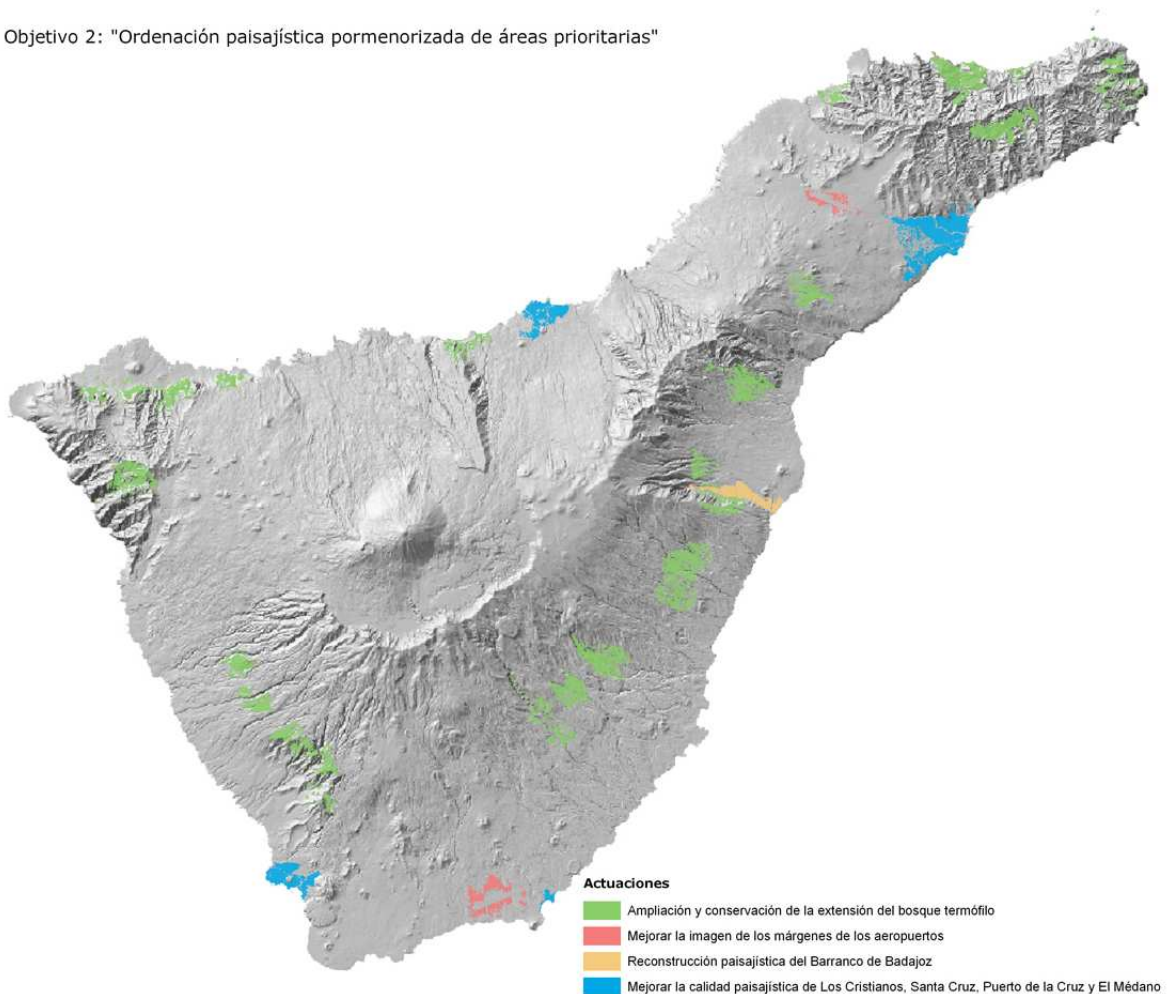 Objetivo 2: "Ordenación paisajística pormenorizada de áreas prioritarias"
Actuaciones
Ampliación y conservación de la extensión del bosque termófilo
Mejorar la imagen de los márgenes de los aeropuertos
Reconstrucción paisajística del Barranco de Badajoz
Mejorar la calidad paisajística de Los Cristianos, Santa Cruz, Puerto de la Cruz y El Médano